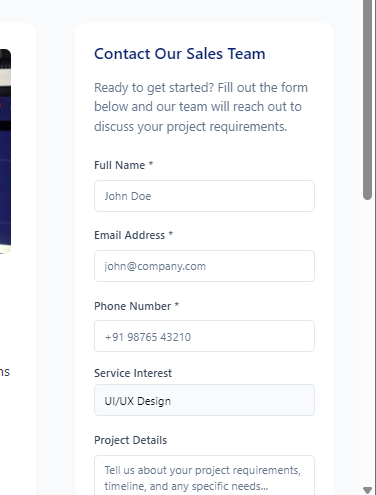 Contact Our Sales Team
Ready to get started? Fill out the form
below and our team will reach out to
discuss your project requirements.
Full Name *
John Doe
Email Address *
john@company.com
Phone Number *
+91 98765 43210
Service Interest
UI/UX Design
Project Details
Tell us about your project requirements,
timeline, and any specific needs...